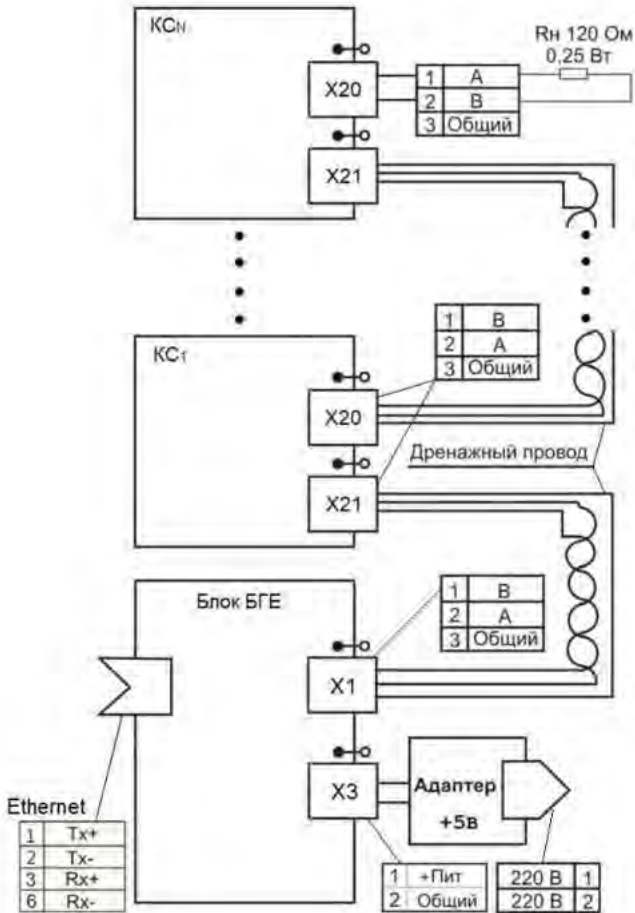 КСN
Rн 120 Ом
0,25 Вт
X20
1 А
2 В
3 Общий
X21
КС1
1 В
2 А
3 Общий
X20
Дренажный провод
X21
Блок БГЕ
1 В
2 А
3 Общий
X1
X3
Адаптер
+5в
Ethernet
1 Tx+
2 Tx-
3 Rx+
6 Rx-
1 +Пит
2 Общий
220 В 1
220 В 2